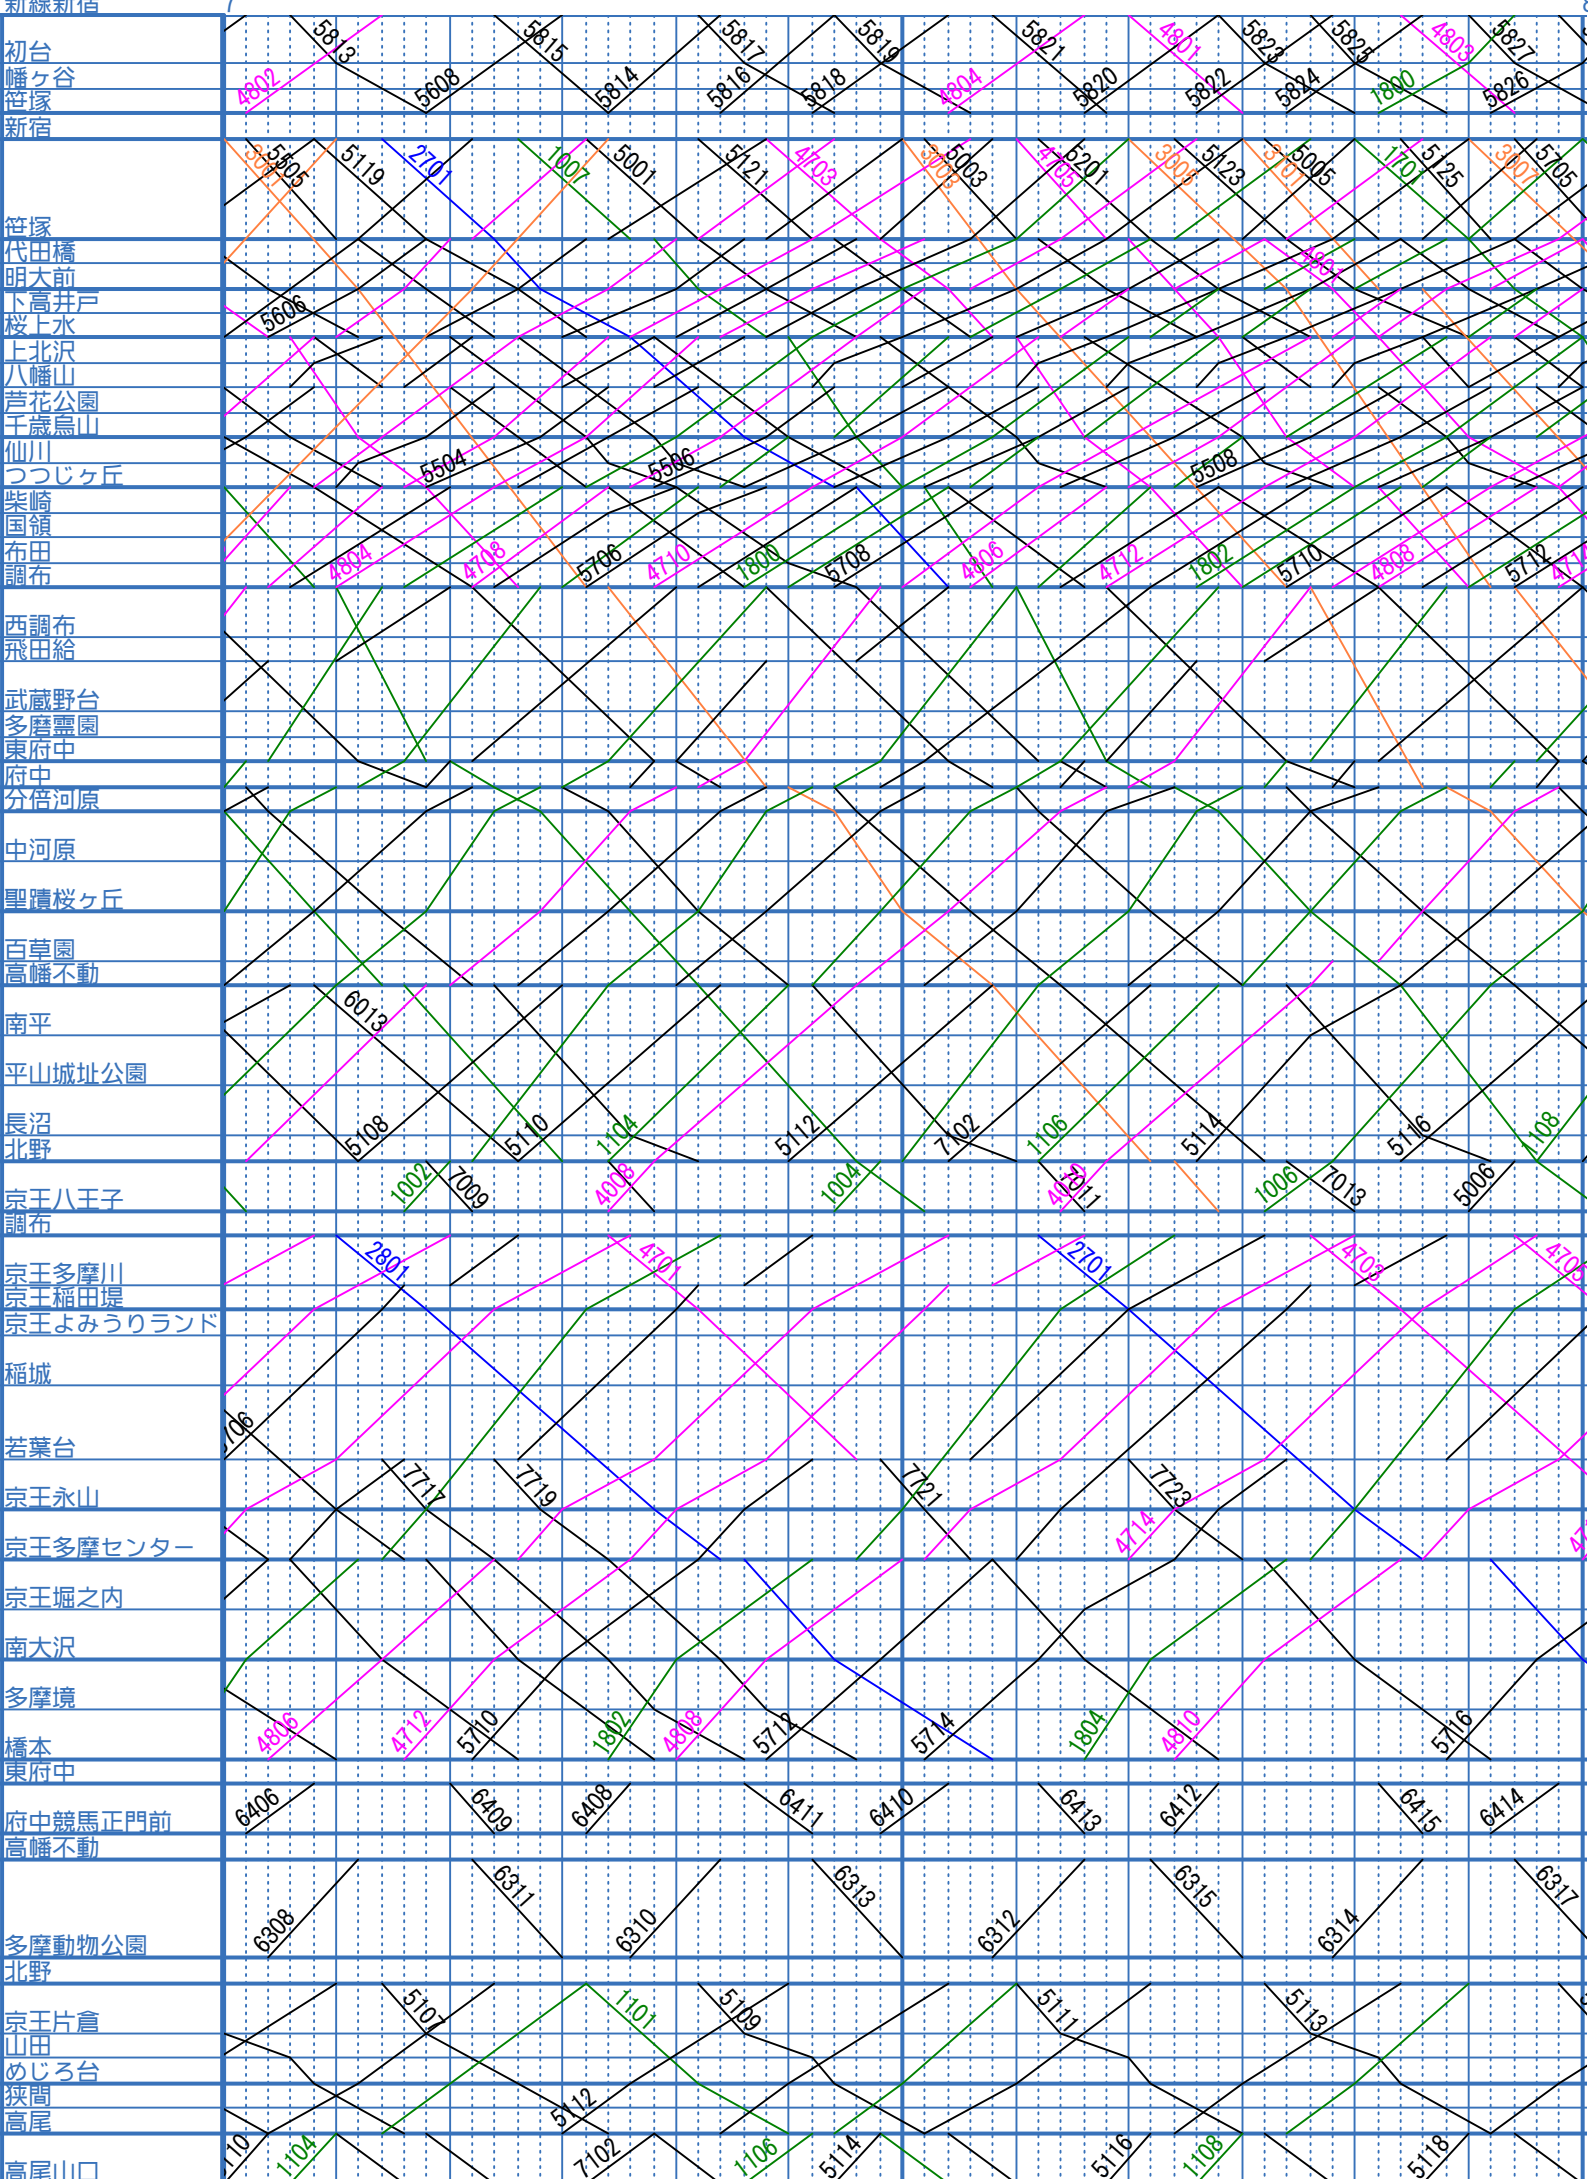 新線新宿 7
初台 5813 5815 5817 5819 5821 4801 5823 5825 4803 5827
幡ヶ谷
笹塚 4802 5608 5814 5816 5818 4804 5820 5822 5824 1800 5826
新宿
5505 5119 2701 1007 5001 5121 4703 3003 5003 4705 5201 3005 5123 3701 5005 1701 5125 3007 5705
笹塚
代田橋 4801
明大前
下高井戸 5606
桜上水
上北沢
八幡山
芦花公園
千歳烏山
仙川 5504 5506 5508
つつじヶ丘
柴崎
国領
布田 4804 4708 5706 4710 1800 5708 4806 4712 1802 5710 4808 5712
調布
西調布
飛田給
武蔵野台
多磨霊園
東府中
府中
分倍河原
中河原
聖蹟桜ヶ丘
百草園
高幡不動
南平 6013
平山城址公園
長沼 5108 5110 1104 5112 7102 1106 5114 5116 1108
北野
京王八王子 1002 7009 4008 1004 7011 1006 7013 5006
調布
京王多摩川 2801 4701 2701 4703 4705
京王稲田堤
京王よみうりランド
稲城
若葉台
京王永山 7717 7719 7721 7723
京王多摩センター 4714
京王堀之内
南大沢
多摩境
橋本 4806 4712 5710 1802 4808 5712 5714 1804 4810 5716
東府中
府中競馬正門前 6406 6409 6408 6411 6410 6413 6412 6415 6414
高幡不動
6311 6313 6315 6317
多摩動物公園 6308 6310 6312 6314
北野
京王片倉 5107 1101 5109 5111 5113
山田
めじろ台
狭間
高尾 5112
高尾山口 1104 7102 1106 5114 5116 1108 5118